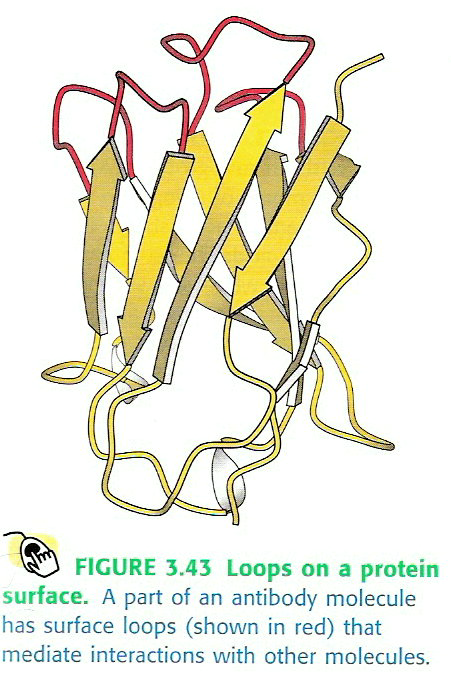 FIGURE 3.43 Loops on a protein
surface. A part of an antibody molecule
has surface loops (shown in red) that
mediate interactions with other molecules.